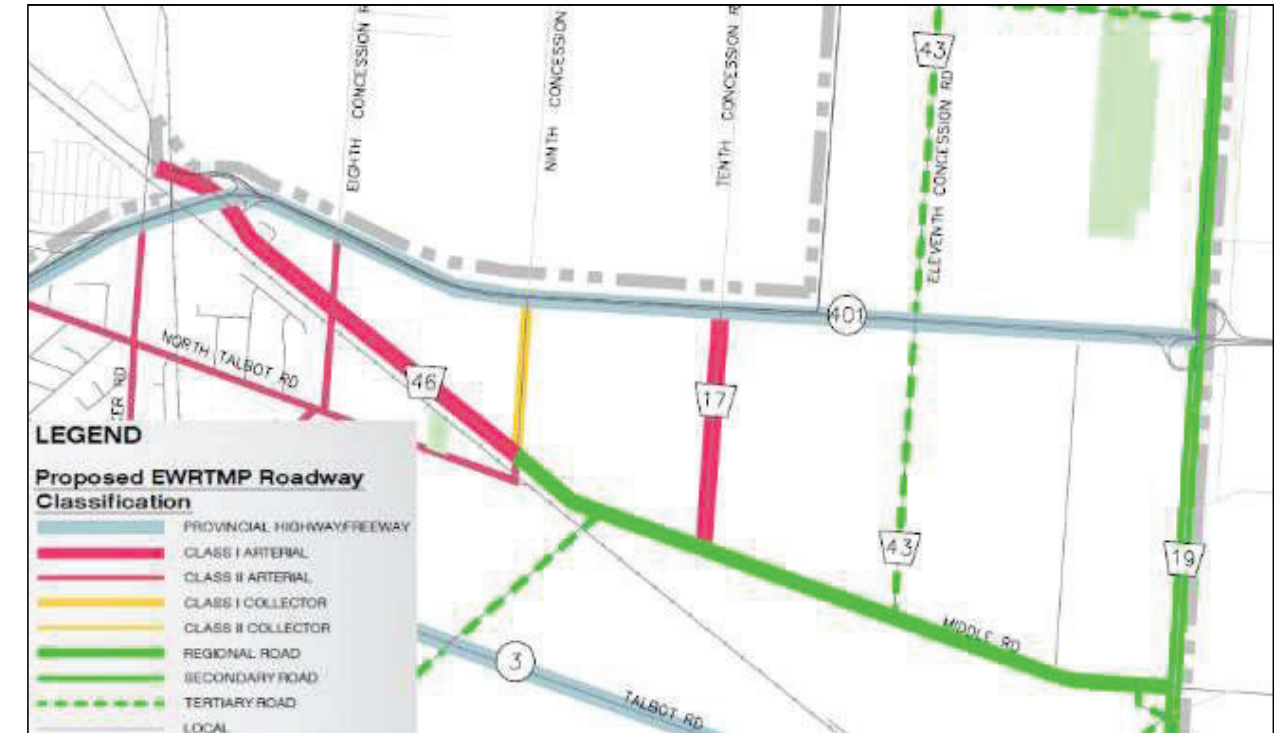 EIGHTH CONCESSION R
NINTH CONCESSION
TENTH CONCESSION R
43
ELEVENTH CONCESSION RD
401
NORTH TALBOT RD
46
17
ER RD
43
19
MIDDLE RD
3
TALBOT RD
LEGEND
Proposed EWRTMP Roadway
Classification
PROVINCIAL HIGHWAY/FREEWAY
CLASS I ARTERIAL
CLASS II ARTERIAL
CLASS I COLLECTOR
CLASS II COLLECTOR
REGIONAL ROAD
SECONDARY ROAD
TERTIARY ROAD
LOCAL